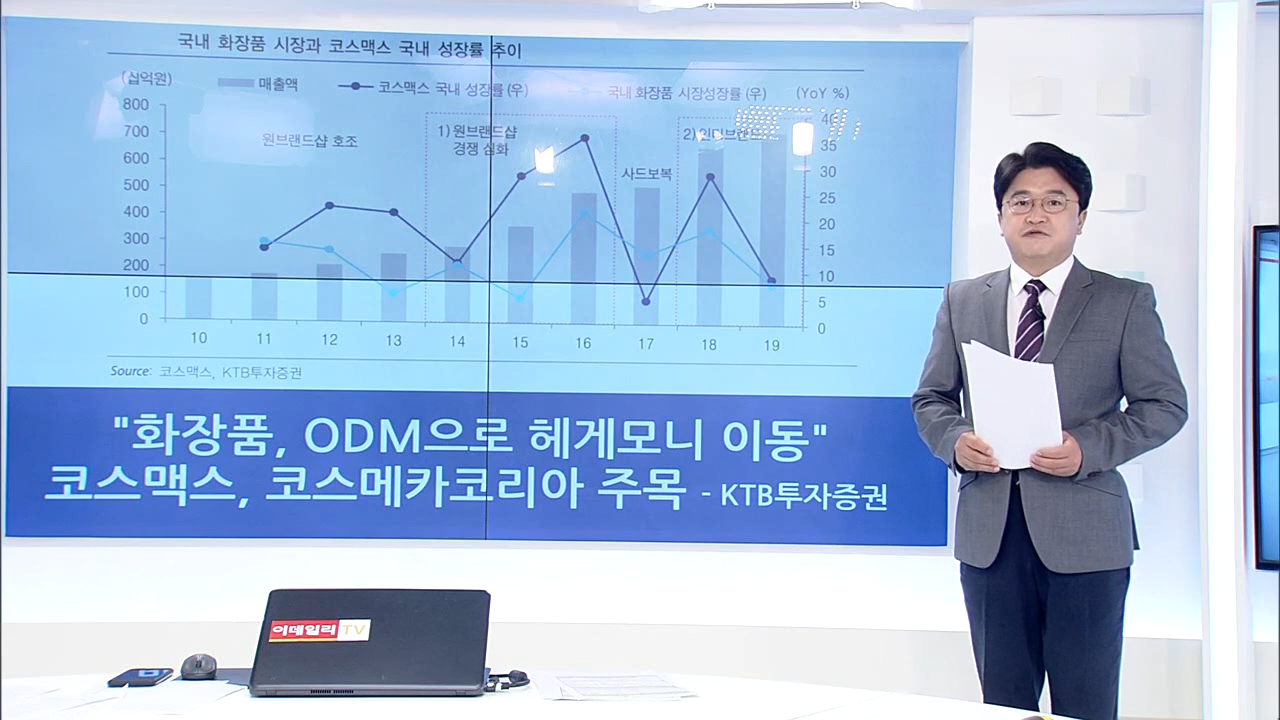 국내 화장품 시장과 코스맥스 국내 성장률 추이
(십억원) 매출액 코스맥스 국내 성장률 (우) 국내 화장품 시장성장률 (우) (YoY %)
800
700
600
500
400
300
200
100
0
원브랜드샵 호조
1) 원브랜드샵
경쟁 심화
사드보복
2)
35
30
25
20
15
10
5
0
10 11 12 13 14 15 16 17 18 19
Source: 코스맥스, KTB투자증권
"화장품, ODM으로 헤게모니 이동"
코스맥스, 코스메카코리아 주목 - KTB투자증권
이데일리 TV